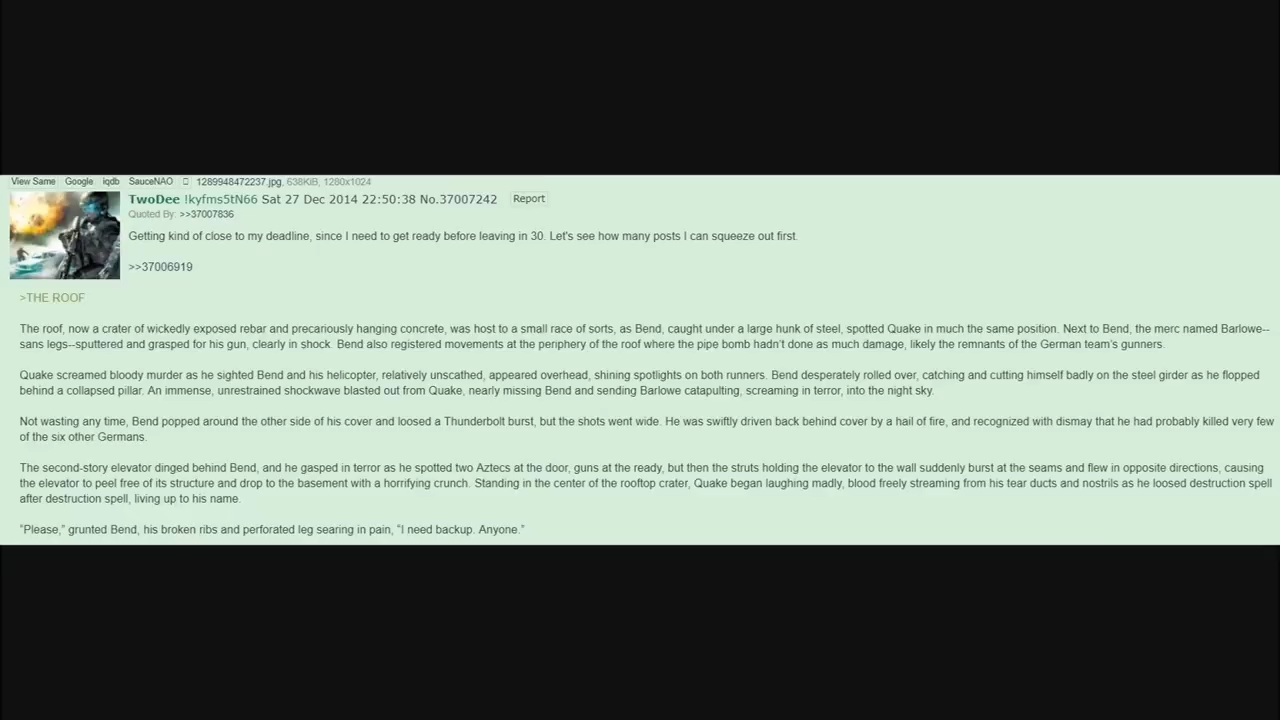 View Same Google iqdb SauceNAO 1289948472237.jpg, 638KiB, 1280x1024
TwoDee !kyfms5tN66 Sat 27 Dec 2014 22:50:38 No.37007242 Report
Quoted By: >>37007836
Getting kind of close to my deadline, since I need to get ready before leaving in 30. Let's see how many posts I can squeeze out first.
>>37006919
>THE ROOF
The roof, now a crater of wickedly exposed rebar and precariously hanging concrete, was host to a small race of sorts, as Bend, caught under a large hunk of steel, spotted Quake in much the same position. Next to Bend, the merc named Barlowe--
sans legs--sputtered and grasped for his gun, clearly in shock. Bend also registered movements at the periphery of the roof where the pipe bomb hadn't done as much damage, likely the remnants of the German team's gunners.
Quake screamed bloody murder as he sighted Bend and his helicopter, relatively unscathed, appeared overhead, shining spotlights on both runners. Bend desperately rolled over, catching and cutting himself badly on the steel girder as he flopped
behind a collapsed pillar. An immense, unrestrained shockwave blasted out from Quake, nearly missing Bend and sending Barlowe catapulting, screaming in terror, into the night sky.
Not wasting any time, Bend popped around the other side of his cover and loosed a Thunderbolt burst, but the shots went wide. He was swiftly driven back behind cover by a hail of fire, and recognized with dismay that he had probably killed very few
of the six other Germans.
The second-story elevator dinged behind Bend, and he gasped in terror as he spotted two Aztecs at the door, guns at the ready, but then the struts holding the elevator to the wall suddenly burst at the seams and flew in opposite directions, causing
the elevator to peel free of its structure and drop to the basement with a horrifying crunch. Standing in the center of the rooftop crater, Quake began laughing madly, blood freely streaming from his tear ducts and nostrils as he loosed destruction spell
after destruction spell, living up to his name.
"Please," grunted Bend, his broken ribs and perforated leg searing in pain, "I need backup. Anyone."